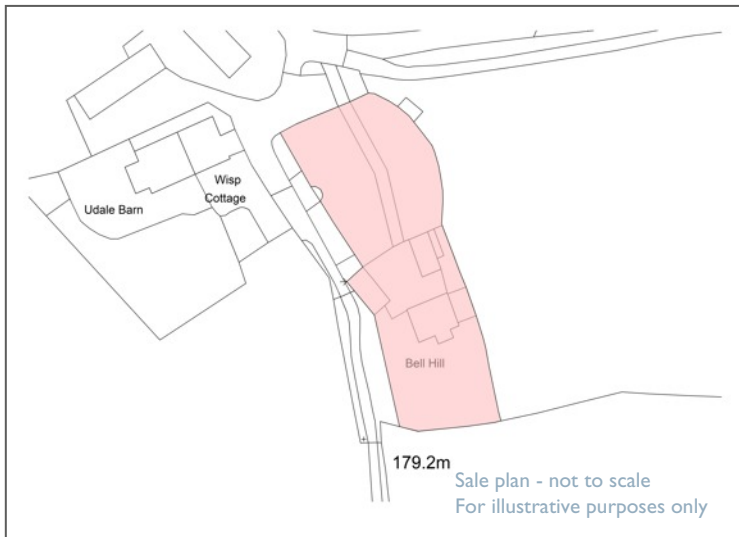 Wisp
Cottage
Udale Barn
Bell Hill
179.2m
Sale plan - not to scale
For illustrative purposes only